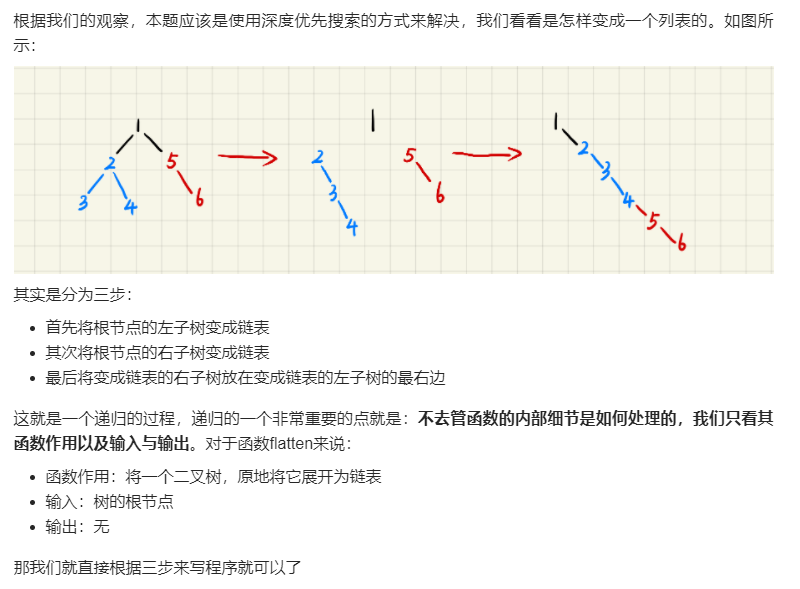 根据我们的观察，本题应该是使用深度优先搜索的方式来解决，我们看看是怎样变成一个列表的。如图所
示：
1 1 1
2 5 2 5 2
3 4 6 3 6 3
4 4
5
6
其实是分为三步：
• 首先将根节点的左子树变成链表
• 其次将根节点的右子树变成链表
• 最后将变成链表的右子树放在变成链表的左子树的最右边
这就是一个递归的过程，递归的一个非常重要的点就是：不去管函数的内部细节是如何处理的，我们只看其
函数作用以及输入与输出。对于函数flatten来说：
• 函数作用：将一个二叉树，原地将它展开为链表
• 输入：树的根节点
• 输出：无
那我们就直接根据三步来写程序就可以了